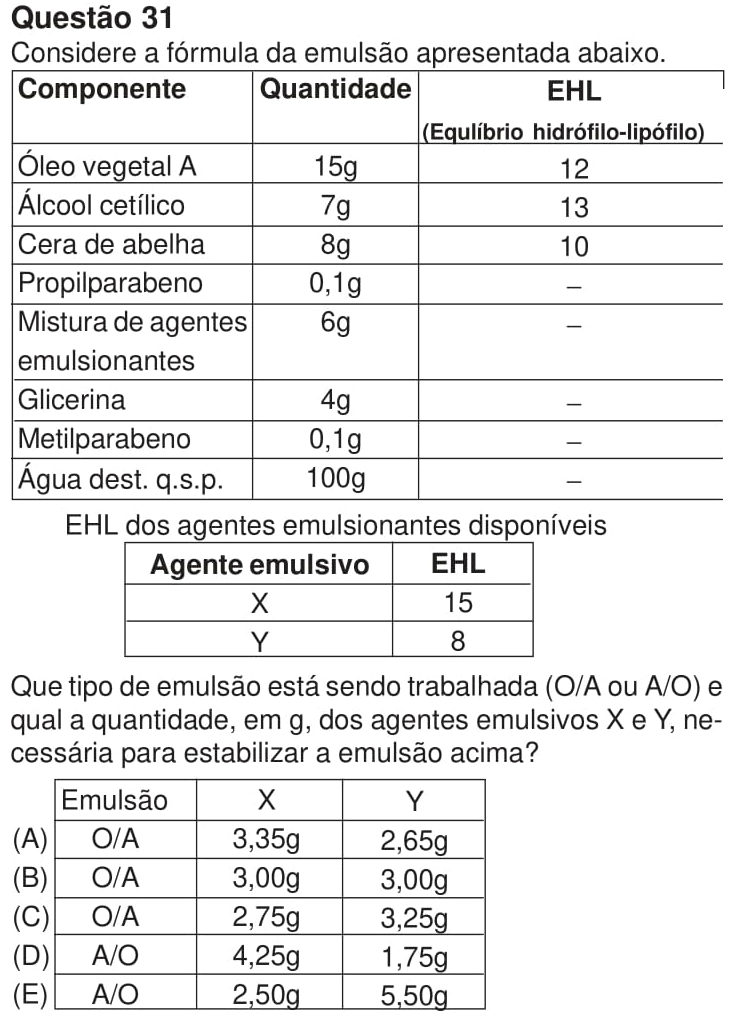 Questão 31
Considere a fórmula da emulsão apresentada abaixo.
Componente Quantidade EHL
(Equlíbrio hidrófilo-lipófilo)
Óleo vegetal A 15g 12
Álcool cetílico 7g 13
Cera de abelha 8g 10
Propilparabeno 0,1g –
Mistura de agentes 6g –
emulsionantes
Glicerina 4g –
Metilparabeno 0,1g –
Água dest. q.s.p. 100g –
EHL dos agentes emulsionantes disponíveis
Agente emulsivo EHL
X 15
Y 8
Que tipo de emulsão está sendo trabalhada (O/A ou A/O) e
qual a quantidade, em g, dos agentes emulsivos X e Y, ne-
cessária para estabilizar a emulsão acima?
Emulsão X Y
(A) O/A 3,35g 2,65g
(B) O/A 3,00g 3,00g
(C) O/A 2,75g 3,25g
(D) A/O 4,25g 1,75g
(E) A/O 2,50g 5,50g